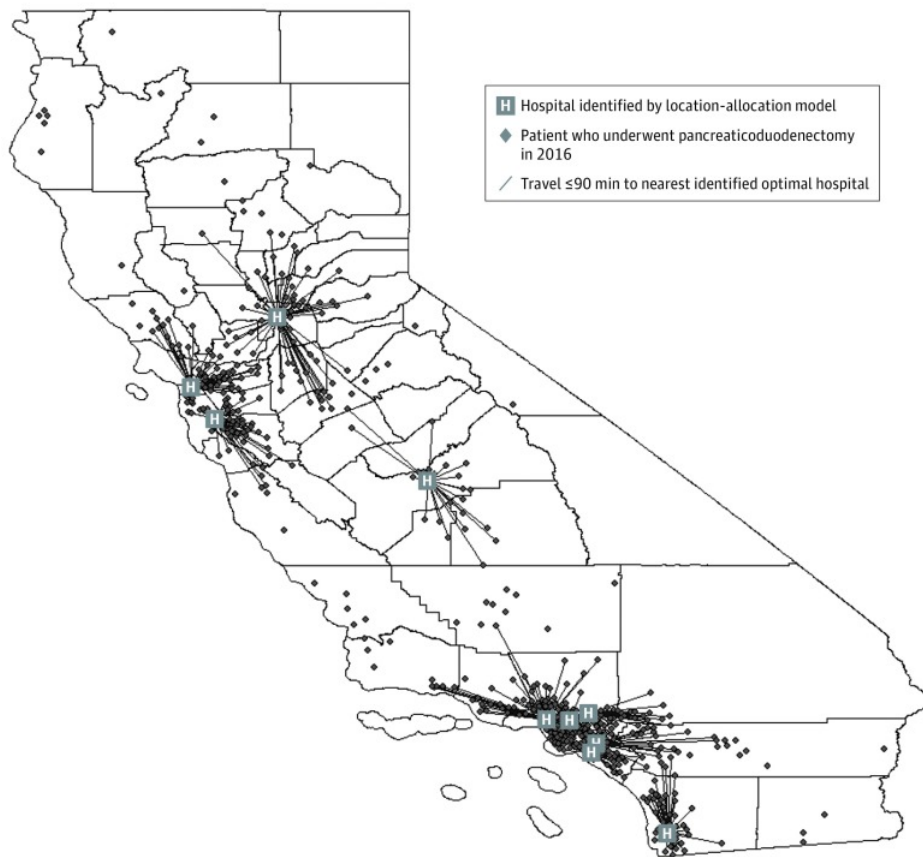 H Hospital identified by location-allocation model
Patient who underwent pancreaticoduodenectomy
in 2016
Travel ≤90 min to nearest identified optimal hospital
H
H
H
H
H
H
H
H
H
H